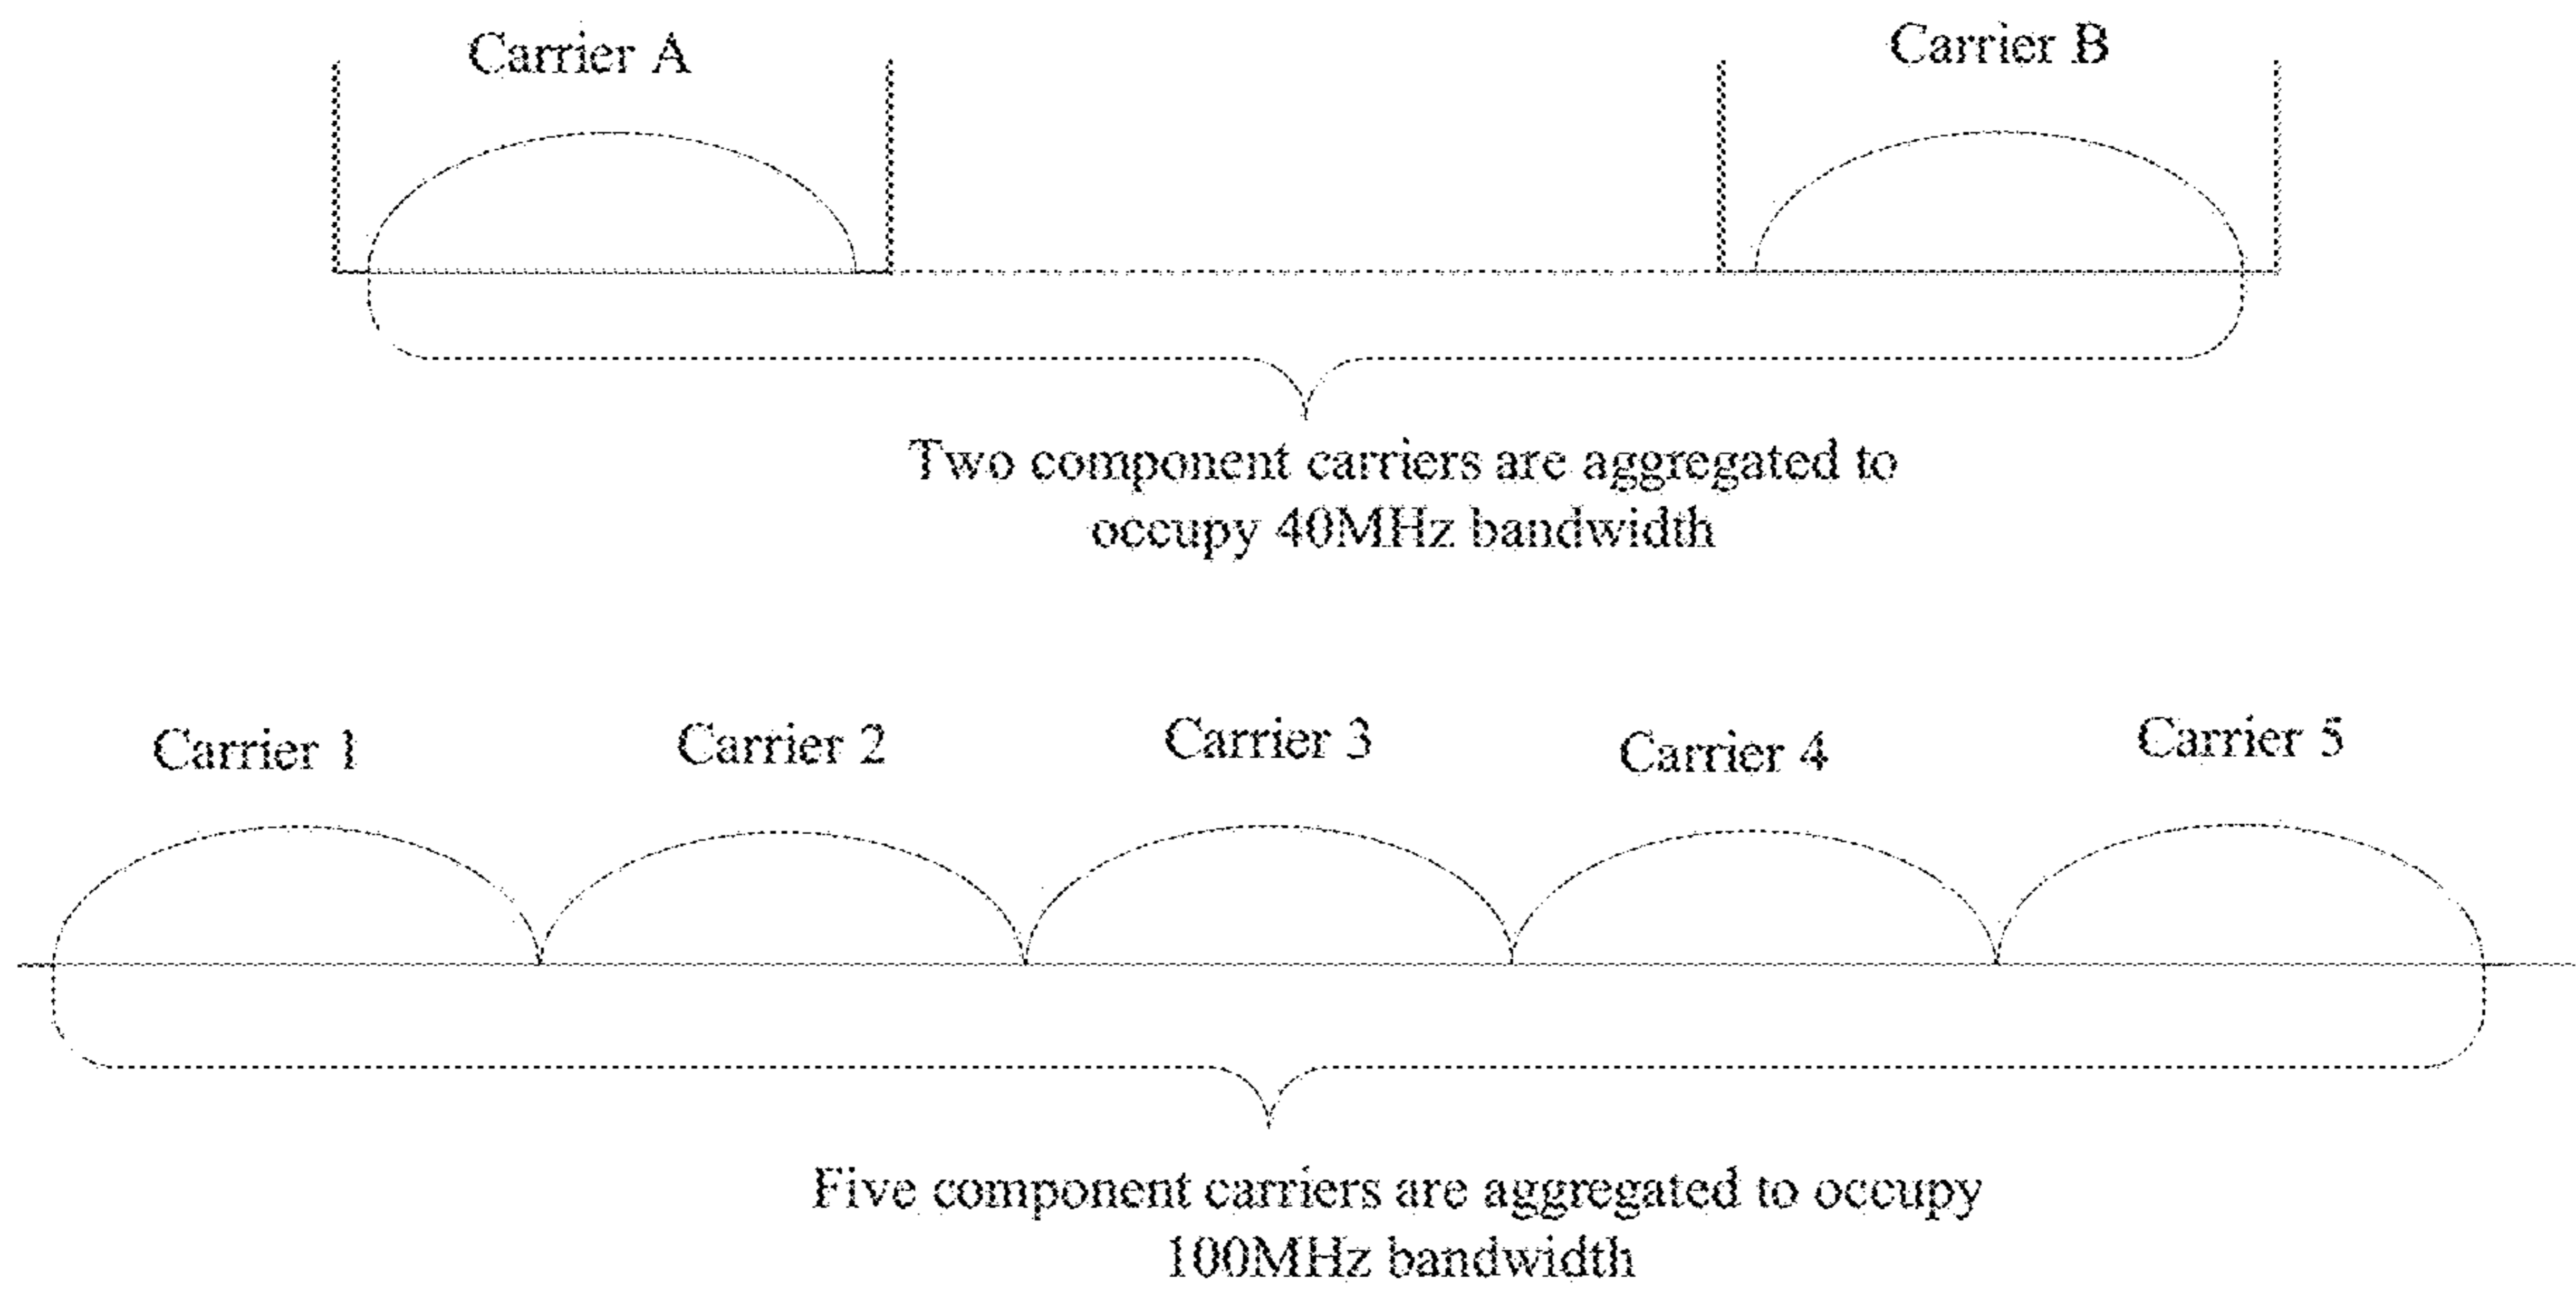 Carrier A
Carrier B
Two component carriers are aggregated to
occupy 40MHz bandwidth
Carrier 1
Carrier 2
Carrier 3
Carrier 4
Carrier 5
Five component carriers are aggregated to occupy
100MHz bandwidth